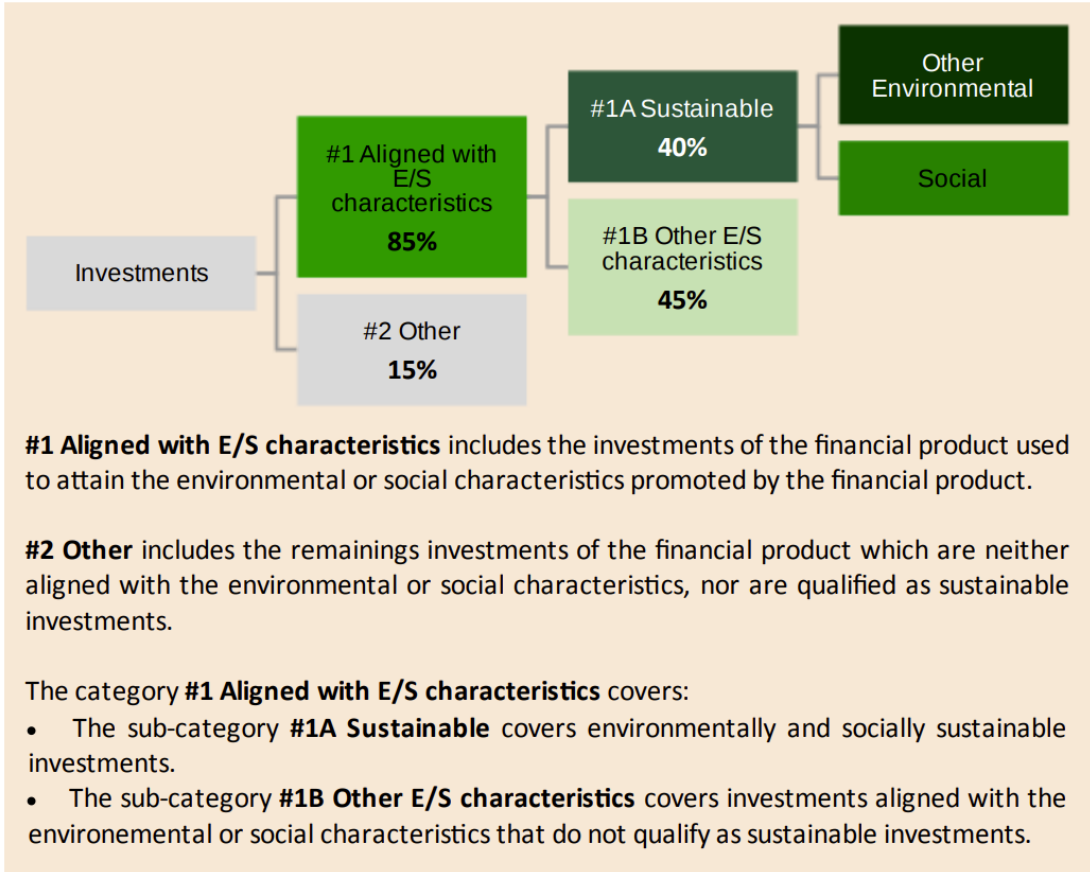 Investments
#1 Aligned with
E/S
characteristics
85%
#2 Other
15%
#1A Sustainable
40%
#1B Other E/S
characteristics
45%
Other
Environmental
Social
#1 Aligned with E/S characteristics includes the investments of the financial product used
to attain the environmental or social characteristics promoted by the financial product.
#2 Other includes the remainings investments of the financial product which are neither
aligned with the environmental or social characteristics, nor are qualified as sustainable
investments.
The category #1 Aligned with E/S characteristics covers:
• The sub-category #1A Sustainable covers environmentally and socially sustainable
investments.
• The sub-category #1B Other E/S characteristics covers investments aligned with the
environemental or social characteristics that do not qualify as sustainable investments.